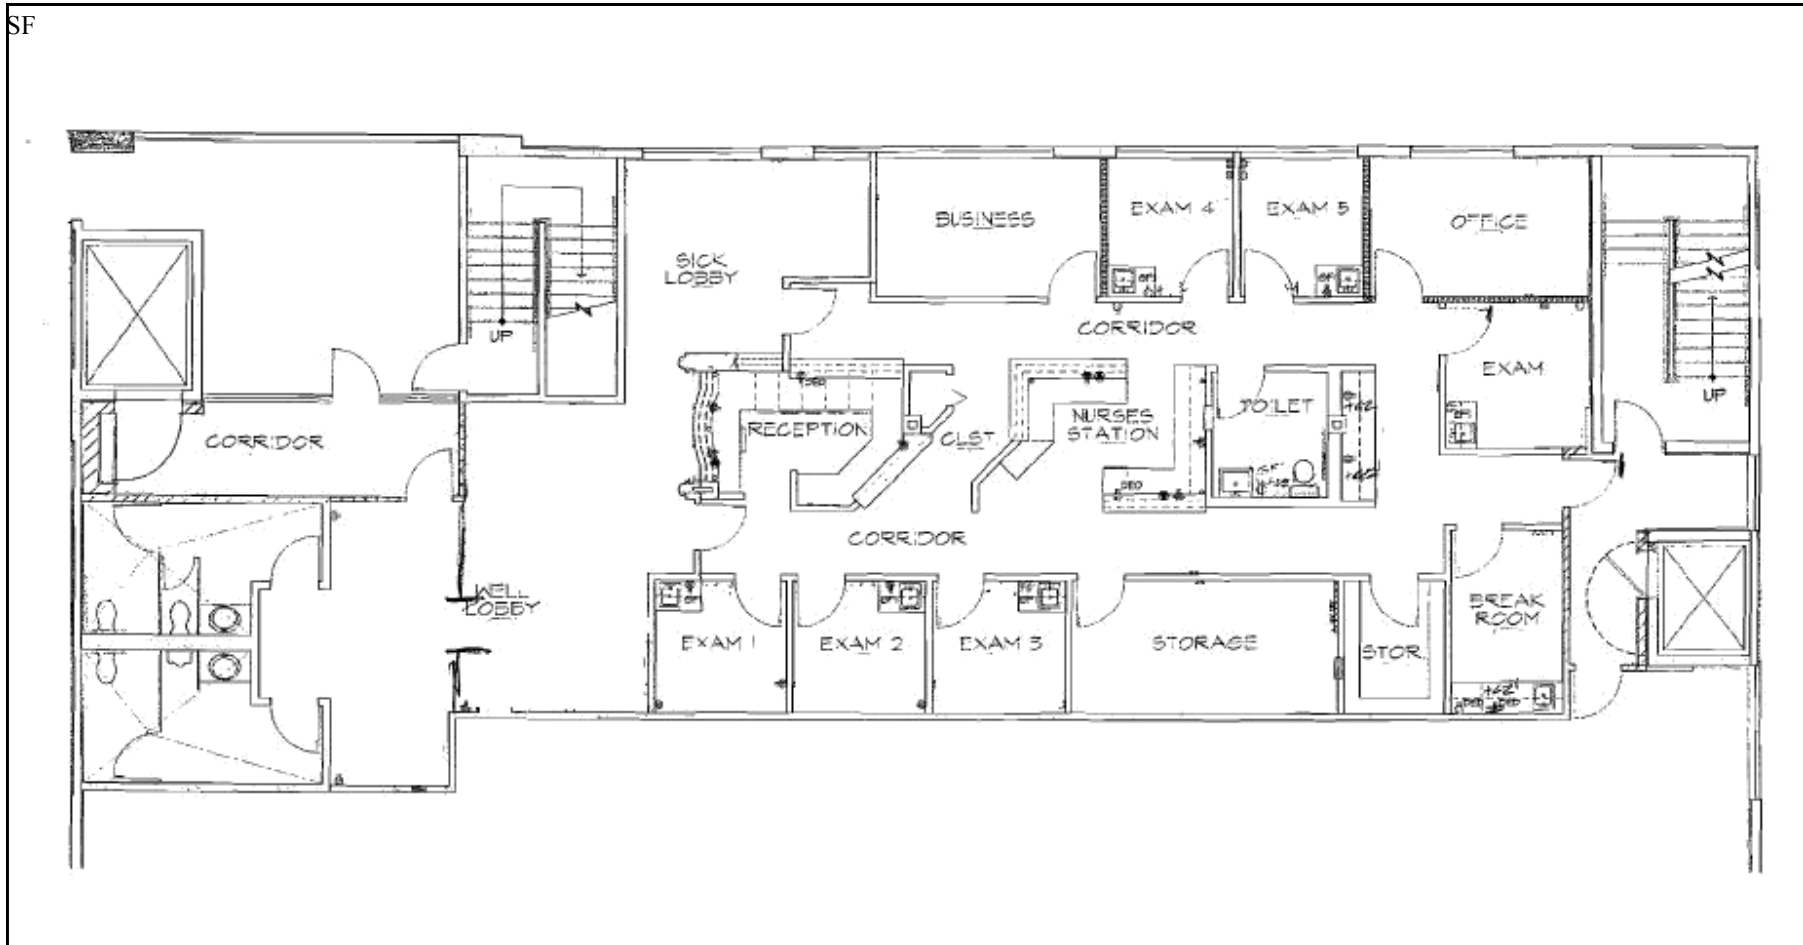 SF
BUSINESS
EXAM 4
EXAM 5
OFFICE
SICK
LOBBY
UP
CORRIDOR
EXAM
UP
TOILET
RECEPTION
CLST
NURSES
STATION
CORRIDOR
CORRIDOR
WELL
LOBBY
BREAK
ROOM
EXAM 1
EXAM 2
EXAM 3
STORAGE
STOR.